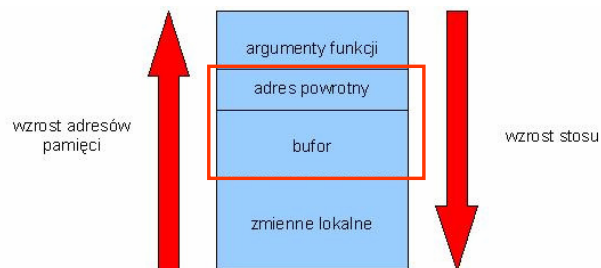 argumenty funkcji
adres powrotny
wzrost adresów
pamięci
bufor
wzrost stosu
zmienne lokalne